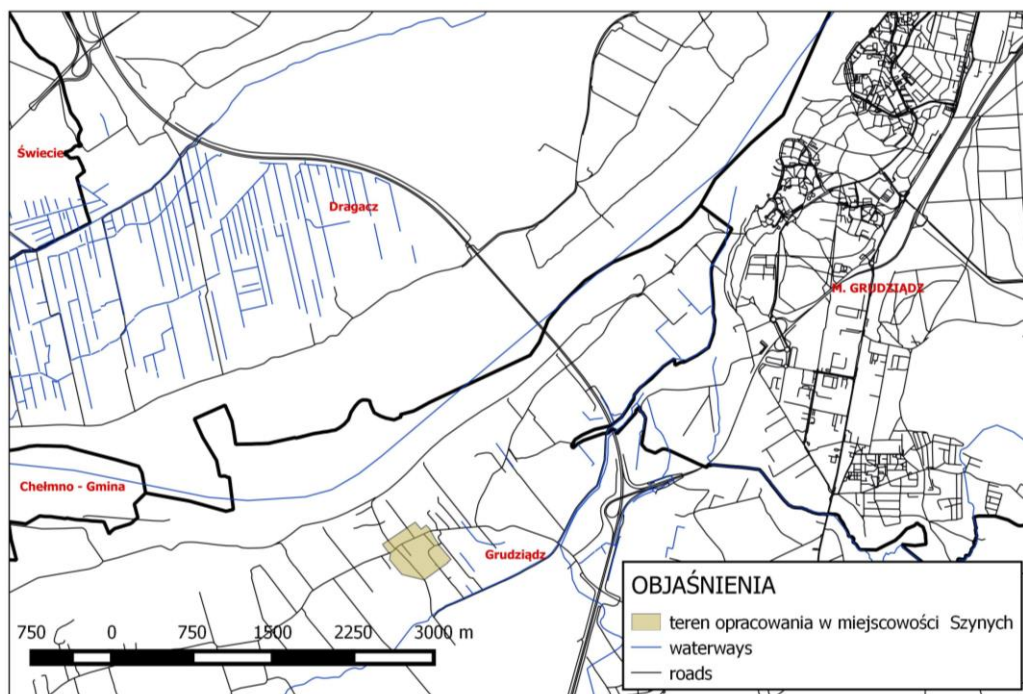 Świecie
Dragacz
M. GRUDZIĄDZ
Chełmno - Gmina
Grudziądz
OBJAŚNIENIA
teren opracowania w miejscowości Szynych
waterways
roads
750 0 750 1500 2250 3000 m